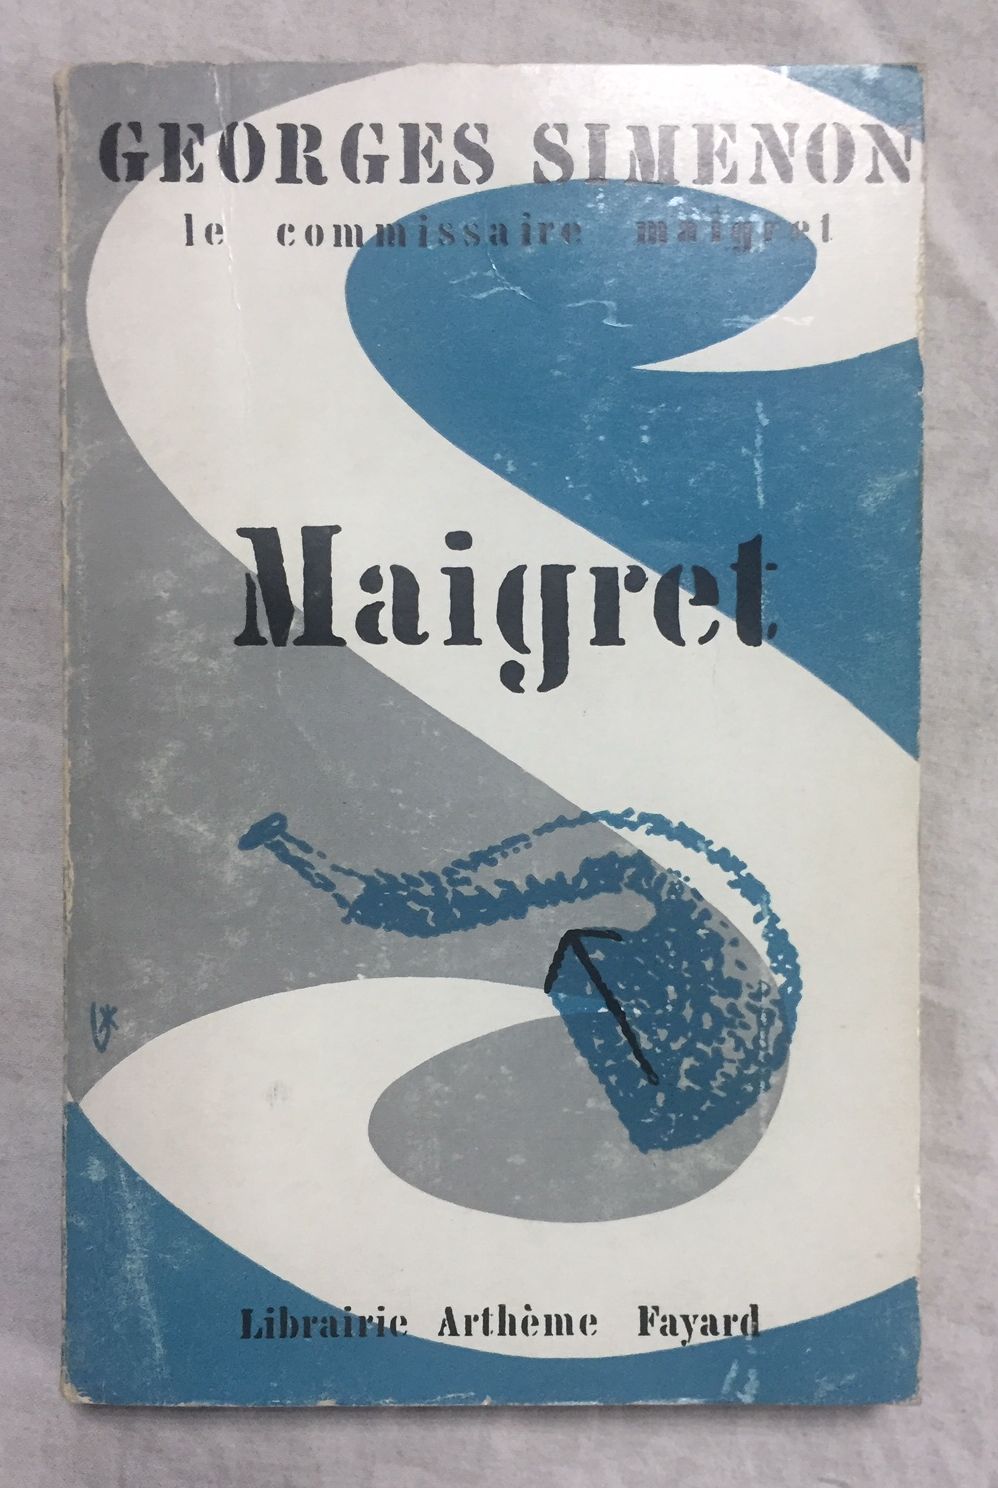 GEORGES SIMENON
le commissaire maigret
Maigret
Librairie Arthème Fayard